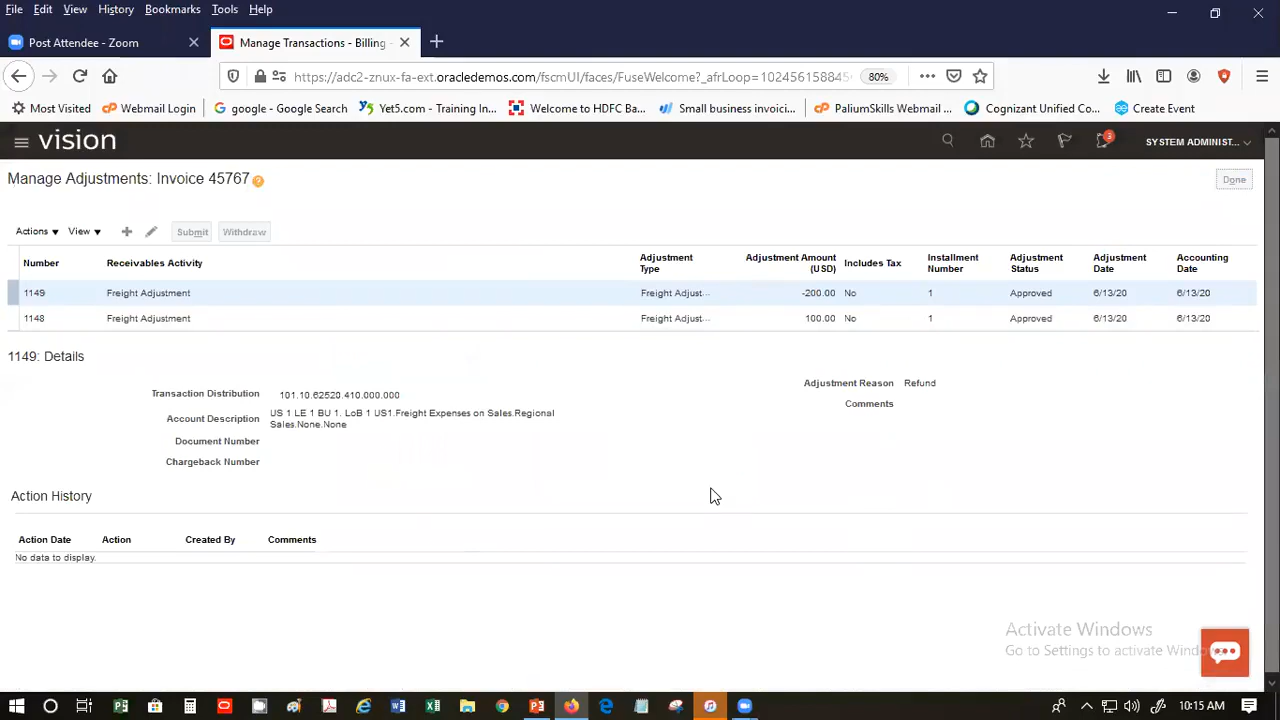 File Edit View History Bookmarks Tools Help
Post Attendee - Zoom
Manage Transactions - Billing -
https://adc2-znux-fa-ext.oracledemos.com/fscmUI/faces/FuseWelcome?_afrLoop=102456158845
80%
Most Visited Webmail Login google - Google Search Yet5.com - Training In... Welcome to HDFC Ba... Small business invoici... PaliumSkills Webmail ... Cognizant Unified Co... Create Event
vision
3
SYSTEM ADMINIST...
Manage Adjustments: Invoice 45767
Done
Actions View Submit Withdraw
Number Receivables Activity Adjustment Type Adjustment Amount (USD) Includes Tax Installment Number Adjustment Status Adjustment Date Accounting Date
1149 Freight Adjustment Freight Adjust... -200.00 No 1 Approved 6/13/20 6/13/20
1148 Freight Adjustment Freight Adjust... 100.00 No 1 Approved 6/13/20 6/13/20
1149: Details
Transaction Distribution 101.10.62520.410.000.000
Account Description US 1 LE 1 BU 1. LoB 1 US1.Freight Expenses on Sales.Regional
Sales.None.None
Document Number
Chargeback Number
Adjustment Reason Refund
Comments
Action History
Action Date Action Created By Comments
No data to display.
Activate Windows
Go to Settings to activate Windows.
10:15 AM